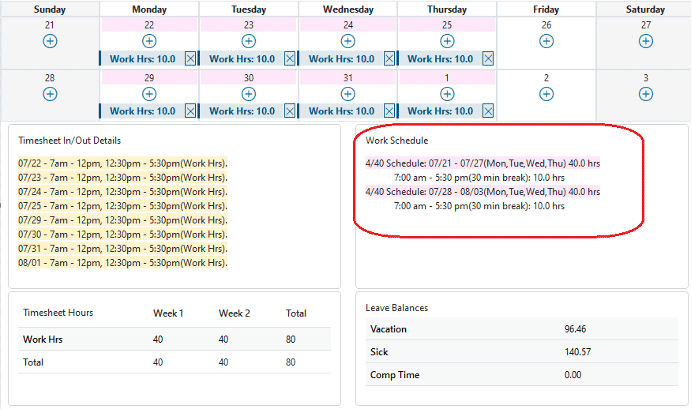 Sunday Monday Tuesday Wednesday Thursday Friday Saturday
21 22 23 24 25 26 27
Work Hrs: 10.0 Work Hrs: 10.0 Work Hrs: 10.0 Work Hrs: 10.0
28 29 30 31 1 2 3
Work Hrs: 10.0 Work Hrs: 10.0 Work Hrs: 10.0 Work Hrs: 10.0
Timesheet In/Out Details
07/22 - 7am - 12pm, 12:30pm - 5:30pm(Work Hrs).
07/23 - 7am - 12pm, 12:30pm - 5:30pm(Work Hrs).
07/24 - 7am - 12pm, 12:30pm - 5:30pm(Work Hrs).
07/25 - 7am - 12pm, 12:30pm - 5:30pm(Work Hrs).
07/29 - 7am - 12pm, 12:30pm - 5:30pm(Work Hrs).
07/30 - 7am - 12pm, 12:30pm - 5:30pm(Work Hrs).
07/31 - 7am - 12pm, 12:30pm - 5:30pm(Work Hrs).
08/01 - 7am - 12pm, 12:30pm - 5:30pm(Work Hrs).
Work Schedule
4/40 Schedule: 07/21 - 07/27(Mon,Tue,Wed,Thu) 40.0 hrs
7:00 am - 5:30 pm(30 min break): 10.0 hrs
4/40 Schedule: 07/28 - 08/03(Mon,Tue,Wed,Thu) 40.0 hrs
7:00 am - 5:30 pm(30 min break): 10.0 hrs
Timesheet Hours Week 1 Week 2 Total
Work Hrs 40 40 80
Total 40 40 80
Leave Balances
Vacation 96.46
Sick 140.57
Comp Time 0.00